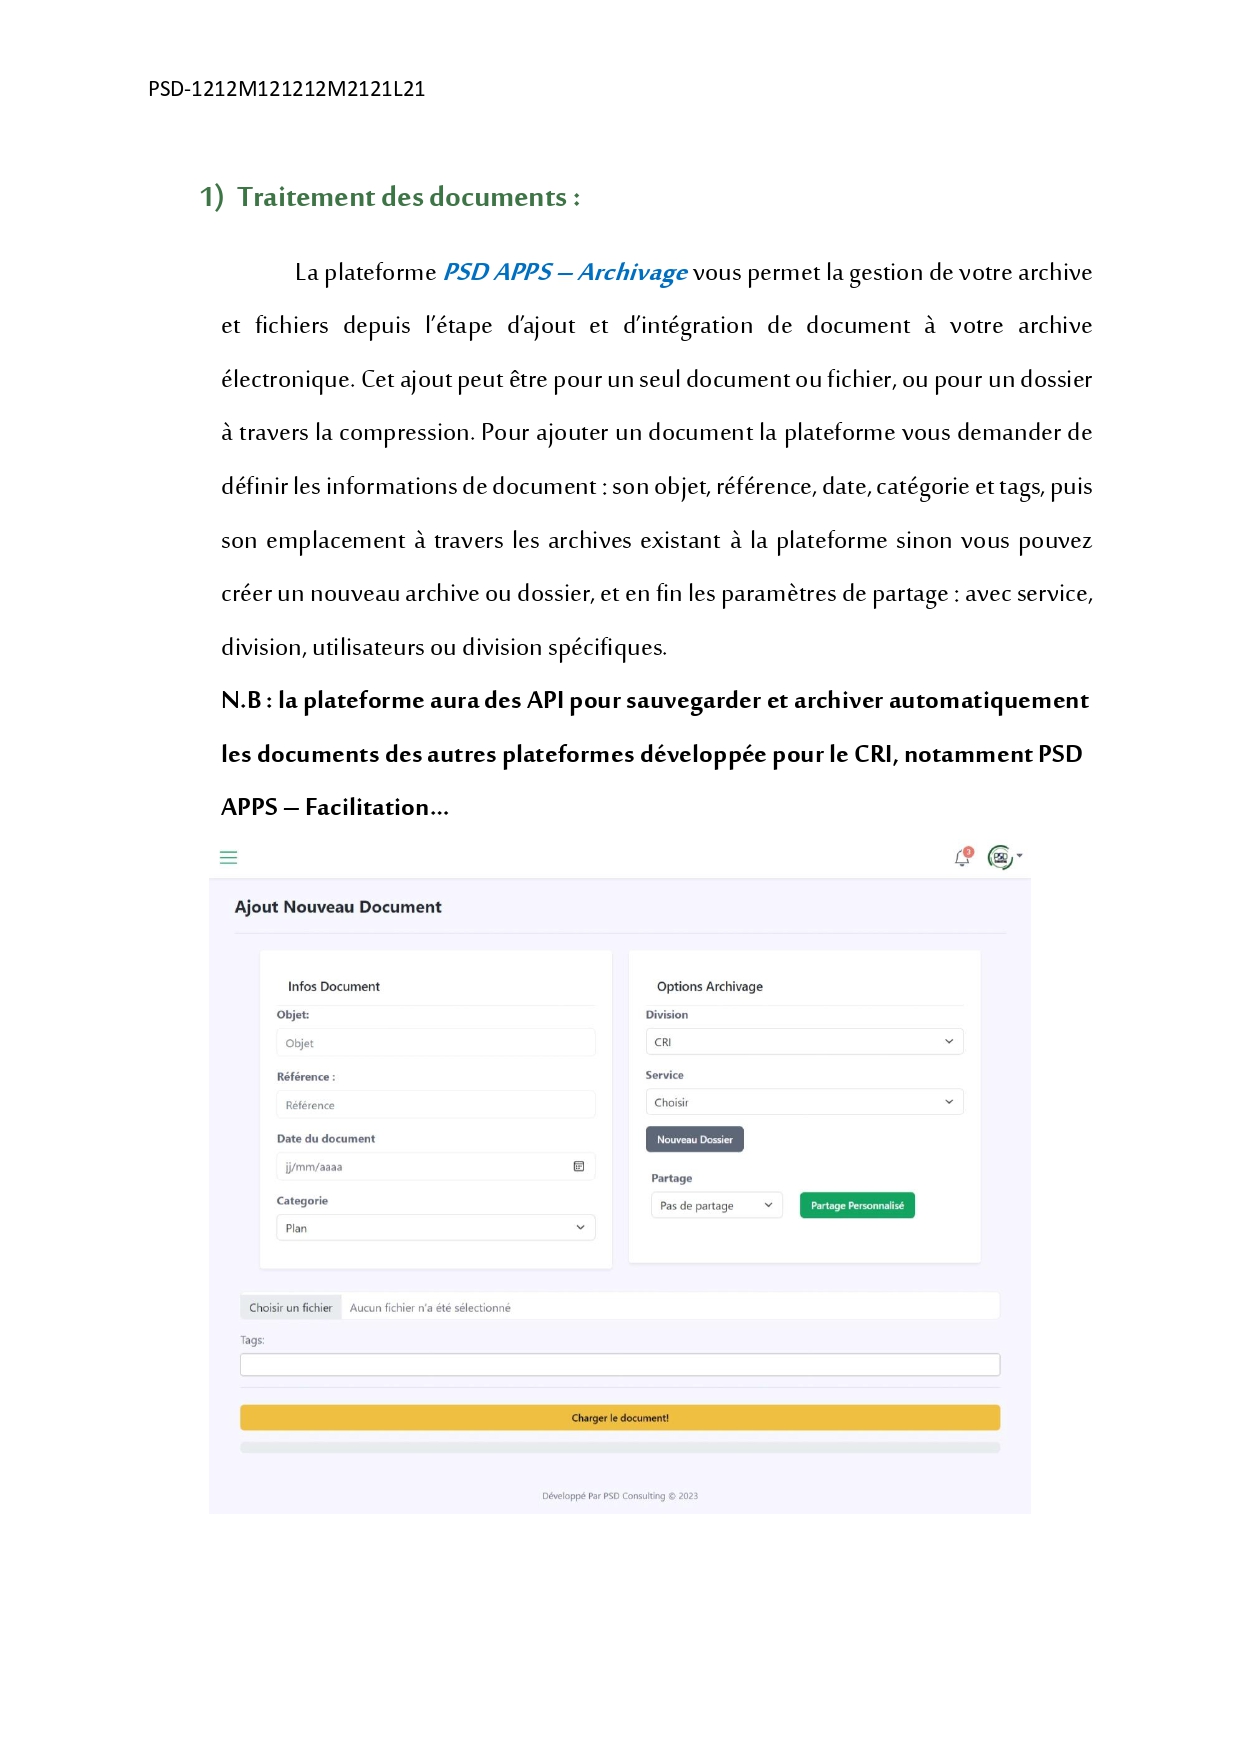 PSD-1212M121212M2121L21
1) Traitement des documents :
La plateforme PSD APPS – Archivage vous permet la gestion de votre archive
et fichiers depuis l’étape d’ajout et d’intégration de document à votre archive
électronique. Cet ajout peut être pour un seul document ou fichier, ou pour un dossier
à travers la compression. Pour ajouter un document la plateforme vous demander de
définir les informations de document : son objet, référence, date, catégorie et tags, puis
son emplacement à travers les archives existant à la plateforme sinon vous pouvez
créer un nouveau archive ou dossier, et en fin les paramètres de partage : avec service,
division, utilisateurs ou division spécifiques.
N.B : la plateforme aura des API pour sauvegarder et archiver automatiquement
les documents des autres plateformes développée pour le CRI, notamment PSD
APPS – Facilitation…
3
Ajout Nouveau Document
Infos Document
Objet:
Objet
Référence :
Référence
Date du document
jj/mm/aaaa
Categorie
Plan
Options Archivage
Division
CRI
Service
Choisir
Nouveau Dossier
Partage
Pas de partage
Partage Personnalisé
Choisir un fichier Aucun fichier n’a été sélectionné
Tags:
Charger le document!
Développé Par PSD Consulting © 2023